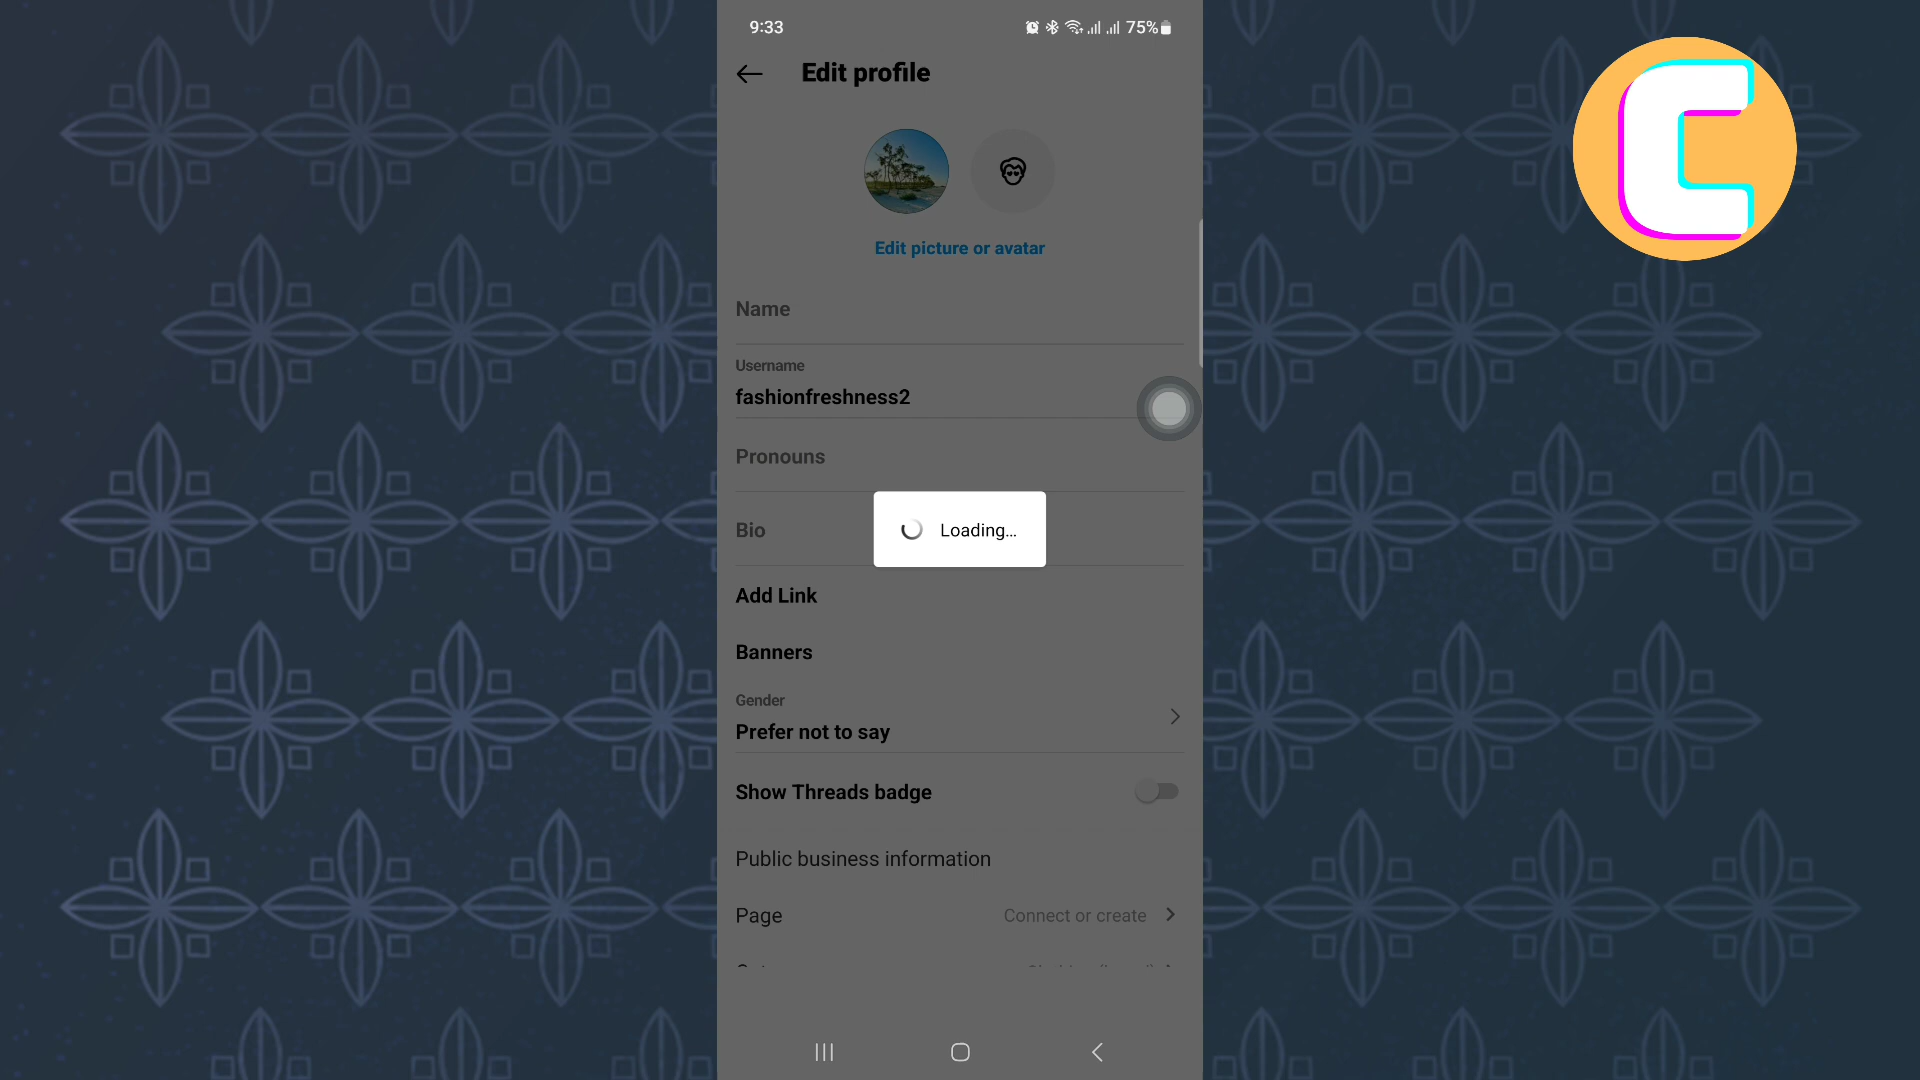 9:33
75%
Edit profile
Edit picture or avatar
Name
Username
fashionfreshness2
Pronouns
Bio
Loading...
Add Link
Banners
Gender
Prefer not to say
Show Threads badge
Public business information
Page
Connect or create
C